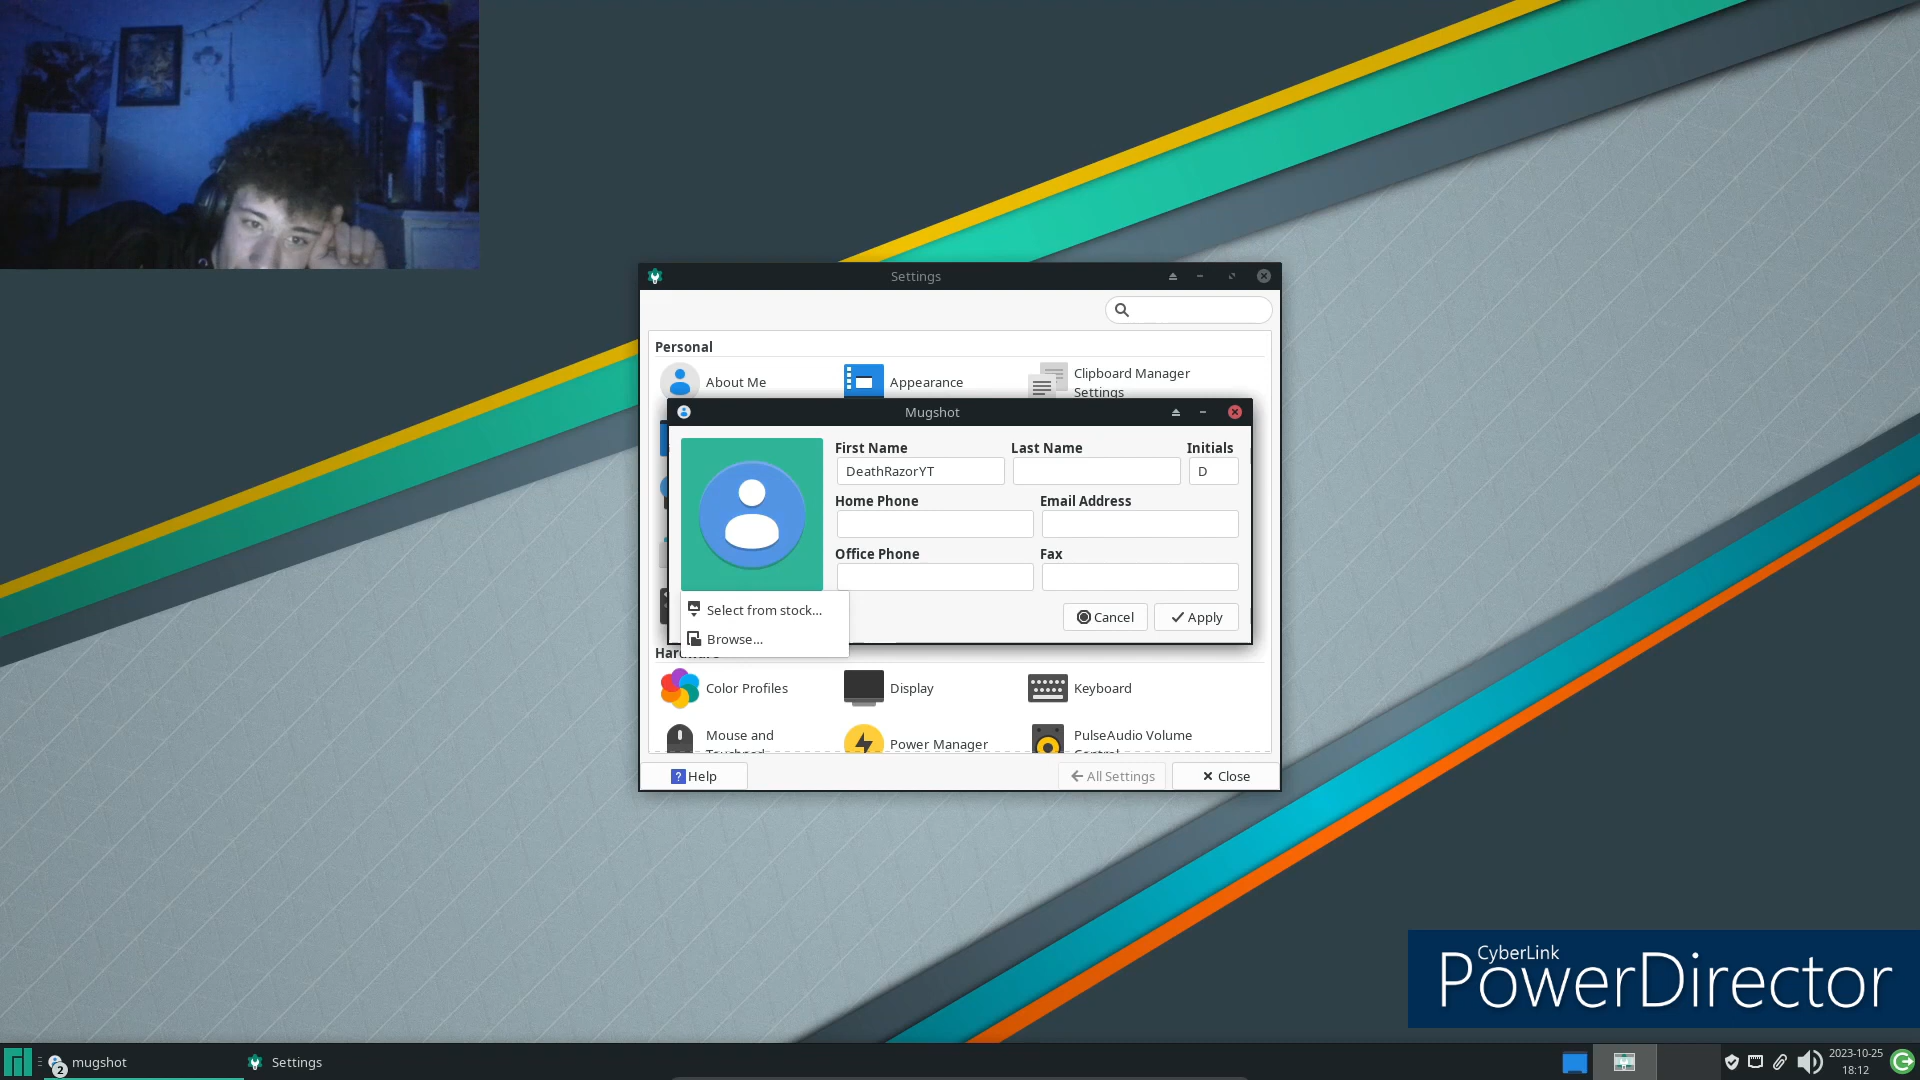 Settings
Personal
About Me
Appearance
Clipboard Manager
Settings
Mugshot
First Name
Last Name
Initials
DeathRazorYT
D
Home Phone
Email Address
Office Phone
Fax
Select from stock...
Browse...
Cancel
Apply
Color Profiles
Display
Keyboard
Mouse and
Power Manager
PulseAudio Volume
Help
All Settings
Close
CyberLink
PowerDirector
2
mugshot
Settings
2023-10-25
18:12